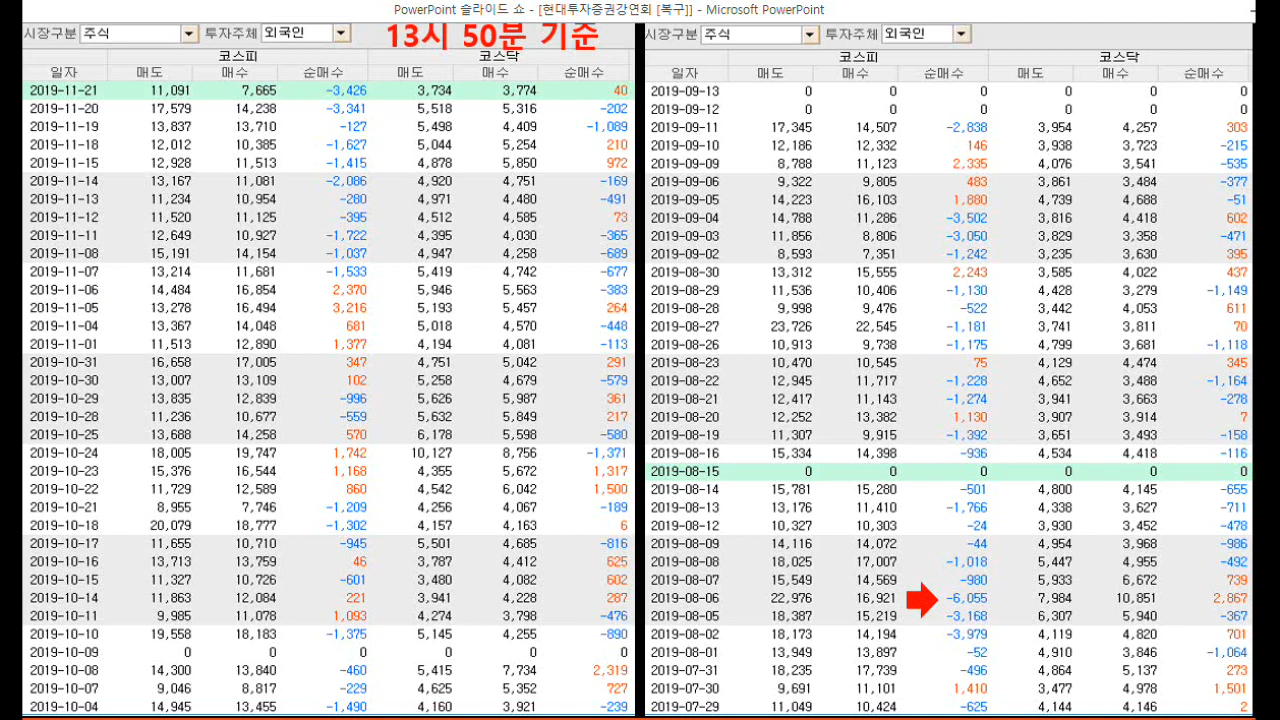 PowerPoint 슬라이드 쇼 - [현대투자증권강연회 [복구]] - Microsoft PowerPoint
시장구분 주식 투자주체 외국인 13시 50분 기준
코스피 코스닥
일자 매도 매수 순매수 매도 매수 순매수
2019-11-21 11,091 7,665 -3,426 3,734 3,774 40
2019-11-20 17,579 14,238 -3,341 5,518 5,316 -202
2019-11-19 13,837 13,710 -127 5,498 4,409 -1,089
2019-11-18 12,012 10,385 -1,627 5,044 5,254 210
2019-11-15 12,928 11,513 -1,415 4,878 5,850 972
2019-11-14 13,167 11,081 -2,086 4,920 4,751 -169
2019-11-13 11,234 10,954 -280 4,971 4,480 -491
2019-11-12 11,520 11,125 -395 4,512 4,585 73
2019-11-11 12,649 10,927 -1,722 4,395 4,030 -365
2019-11-08 15,191 14,154 -1,037 4,947 4,258 -689
2019-11-07 13,214 11,681 -1,533 5,419 4,742 -677
2019-11-06 14,484 16,854 2,370 5,946 5,563 -383
2019-11-05 13,278 16,494 3,216 5,193 5,457 264
2019-11-04 13,367 14,048 681 5,018 4,570 -448
2019-11-01 11,513 12,890 1,377 4,194 4,081 -113
2019-10-31 16,658 17,005 347 4,751 5,042 291
2019-10-30 13,007 13,109 102 5,258 4,679 -579
2019-10-29 13,835 12,839 -996 5,626 5,987 361
2019-10-28 11,236 10,677 -559 5,632 5,849 217
2019-10-25 13,688 14,258 570 6,178 5,598 -580
2019-10-24 18,005 19,747 1,742 10,127 8,756 -1,371
2019-10-23 15,376 16,544 1,168 4,355 5,672 1,317
2019-10-22 11,729 12,589 860 4,542 6,042 1,500
2019-10-21 8,955 7,746 -1,209 4,256 4,067 -189
2019-10-18 20,079 18,777 -1,302 4,157 4,163 6
2019-10-17 11,655 10,710 -945 5,501 4,685 -816
2019-10-16 13,713 13,759 46 3,787 4,412 625
2019-10-15 11,327 10,726 -601 3,480 4,082 602
2019-10-14 11,863 12,084 221 3,941 4,228 287
2019-10-11 9,985 11,078 1,093 4,274 3,798 -476
2019-10-10 19,558 18,183 -1,375 5,145 4,255 -890
2019-10-09 0 0 0 0 0 0
2019-10-08 14,300 13,840 -460 5,415 7,734 2,319
2019-10-07 9,046 8,817 -229 4,625 5,352 727
2019-10-04 14,945 13,455 -1,490 4,160 3,921 -239
시장구분 주식 투자주체 외국인
코스피 코스닥
일자 매도 매수 순매수 매도 매수 순매수
2019-09-13 0 0 0 0 0 0
2019-09-12 0 0 0 0 0 0
2019-09-11 17,345 14,507 -2,838 3,954 4,257 303
2019-09-10 12,186 12,332 146 3,938 3,723 -215
2019-09-09 8,788 11,123 2,335 4,076 3,541 -535
2019-09-06 9,322 9,805 483 3,861 3,484 -377
2019-09-05 14,223 16,103 1,880 4,739 4,688 -51
2019-09-04 14,788 11,286 -3,502 3,816 4,418 602
2019-09-03 11,856 8,806 -3,050 3,829 3,358 -471
2019-09-02 8,593 7,351 -1,242 3,235 3,630 395
2019-08-30 13,312 15,555 2,243 3,585 4,022 437
2019-08-29 11,536 10,406 -1,130 4,428 3,279 -1,149
2019-08-28 9,998 9,476 -522 3,442 4,053 611
2019-08-27 23,726 22,545 -1,181 3,741 3,811 70
2019-08-26 10,913 9,738 -1,175 4,799 3,681 -1,118
2019-08-23 10,470 10,545 75 4,129 4,474 345
2019-08-22 12,945 11,717 -1,228 4,652 3,488 -1,164
2019-08-21 12,417 11,143 -1,274 3,941 3,663 -278
2019-08-20 12,252 13,382 1,130 3,907 3,914 7
2019-08-19 11,307 9,915 -1,392 3,651 3,493 -158
2019-08-16 15,334 14,398 -936 4,534 4,418 -116
2019-08-15 0 0 0 0 0 0
2019-08-14 15,781 15,280 -501 4,800 4,145 -655
2019-08-13 13,176 11,410 -1,766 4,338 3,627 -711
2019-08-12 10,327 10,303 -24 3,930 3,452 -478
2019-08-09 14,116 14,072 -44 4,954 3,968 -986
2019-08-08 18,025 17,007 -1,018 5,447 4,955 -492
2019-08-07 15,549 14,569 -980 5,933 6,672 739
2019-08-06 22,976 16,921 -6,055 7,984 10,851 2,867
2019-08-05 18,387 15,219 -3,168 6,307 5,940 -367
2019-08-02 18,173 14,194 -3,979 4,119 4,820 701
2019-08-01 13,949 13,897 -52 4,910 3,846 -1,064
2019-07-31 18,235 17,739 -496 4,864 5,137 273
2019-07-30 9,691 11,101 1,410 3,477 4,978 1,501
2019-07-29 11,049 10,424 -625 4,144 4,146 2